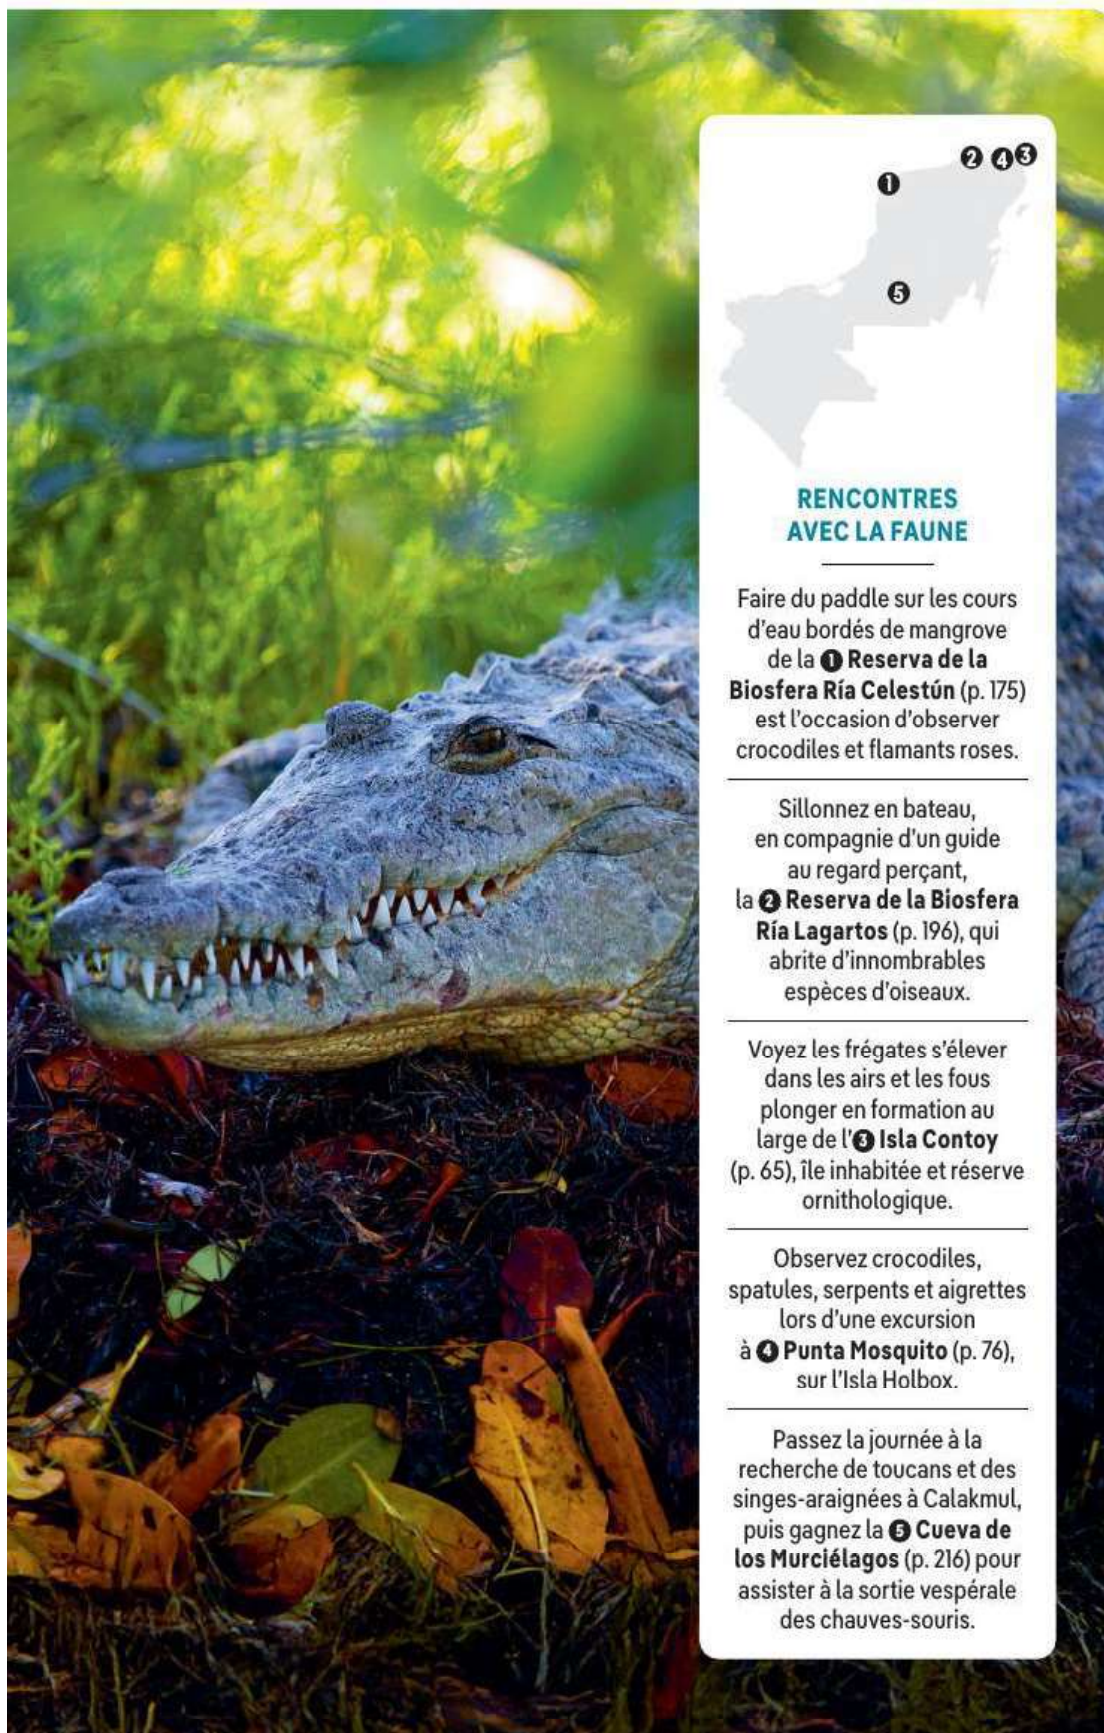 ❷ ❹ ❸
❶
❺
RENCONTRES
AVEC LA FAUNE
Faire du paddle sur les cours
d’eau bordés de mangrove
de la ❶ Reserva de la
Biosfera Ría Celestún (p. 175)
est l’occasion d’observer
crocodiles et flamants roses.
Sillonnez en bateau,
en compagnie d’un guide
au regard perçant,
la ❷ Reserva de la Biosfera
Ría Lagartos (p. 196), qui
abrite d’innombrables
espèces d’oiseaux.
Voyez les frégates s’élever
dans les airs et les fous
plonger en formation au
large de l’❸ Isla Contoy
(p. 65), île inhabitée et réserve
ornithologique.
Observez crocodiles,
spatules, serpents et aigrettes
lors d’une excursion
à ❹ Punta Mosquito (p. 76),
sur l’Isla Holbox.
Passez la journée à la
recherche de toucans et des
singes-araignées à Calakmul,
puis gagnez la ❺ Cueva de
los Murciélagos (p. 216) pour
assister à la sortie vespérale
des chauves-souris.